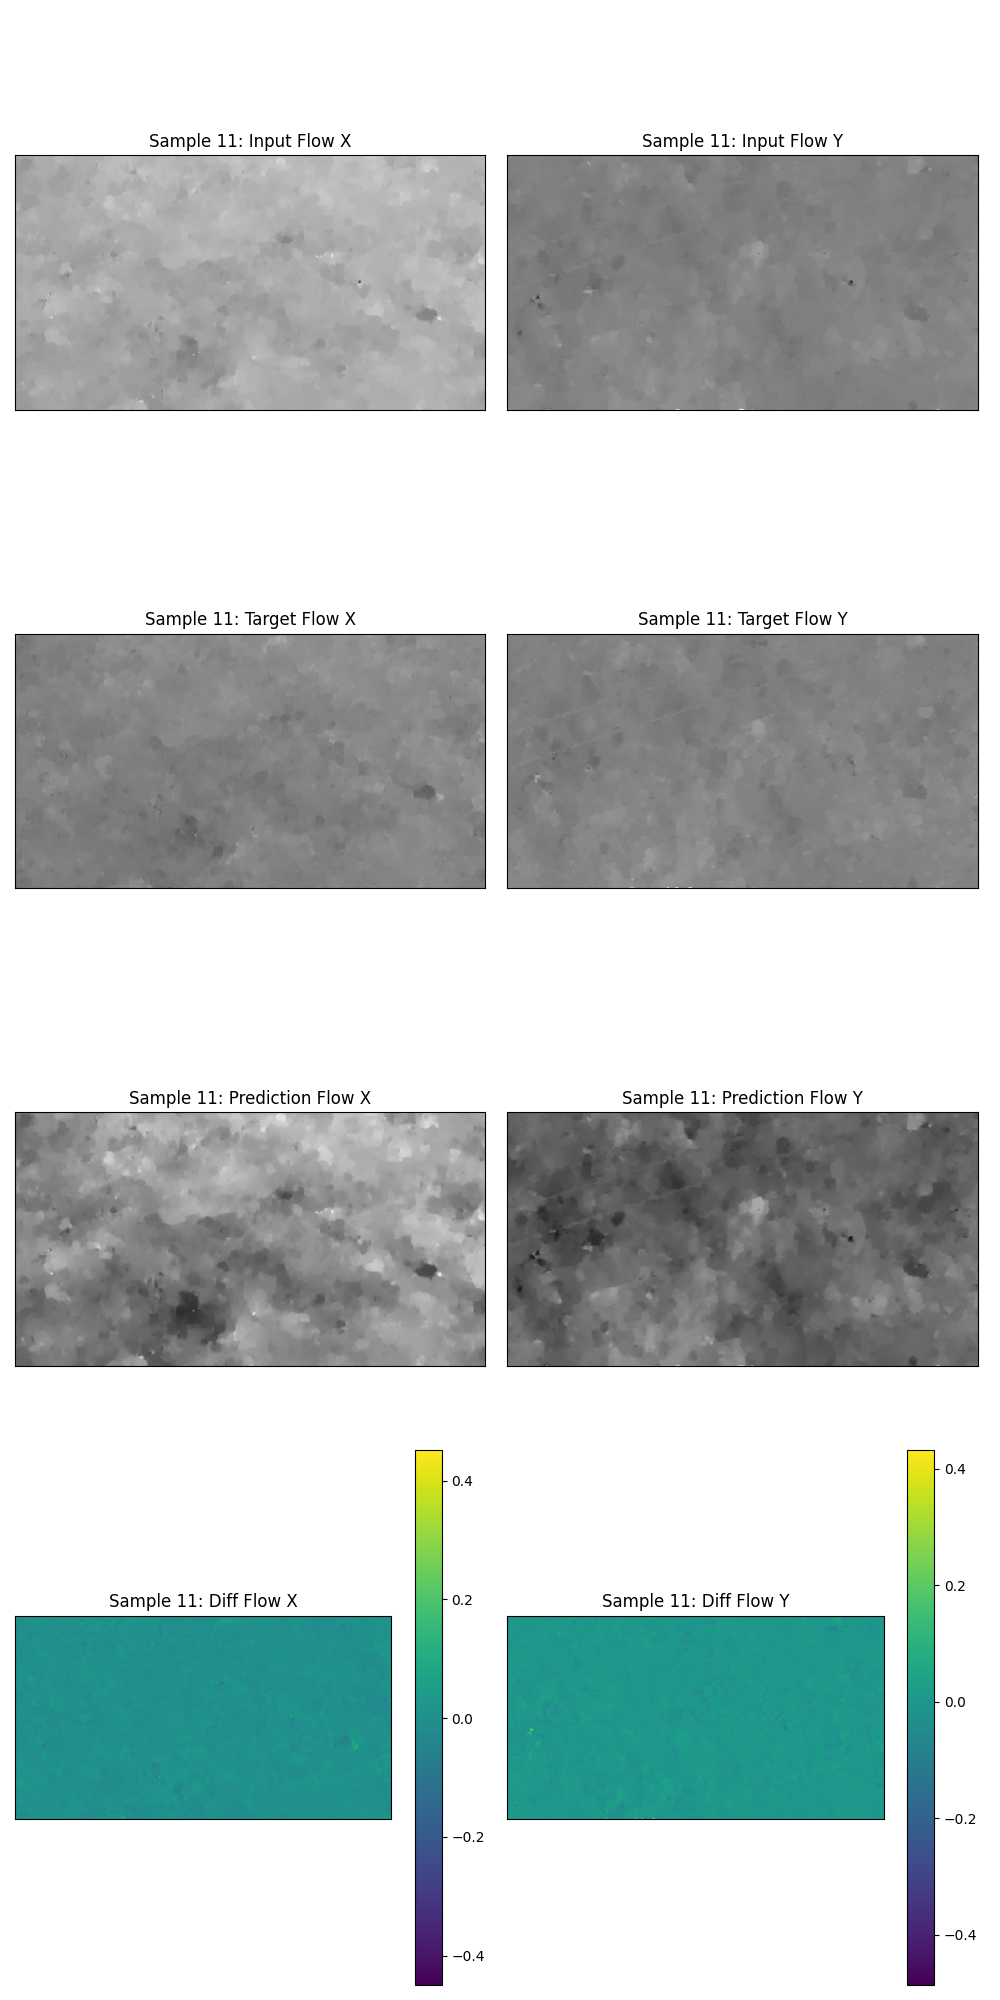 Sample 11: Input Flow X
Sample 11: Input Flow Y
Sample 11: Target Flow X
Sample 11: Target Flow Y
Sample 11: Prediction Flow X
Sample 11: Prediction Flow Y
Sample 11: Diff Flow X
0.4
0.2
0.0
−0.2
−0.4
Sample 11: Diff Flow Y
0.4
0.2
0.0
−0.2
−0.4